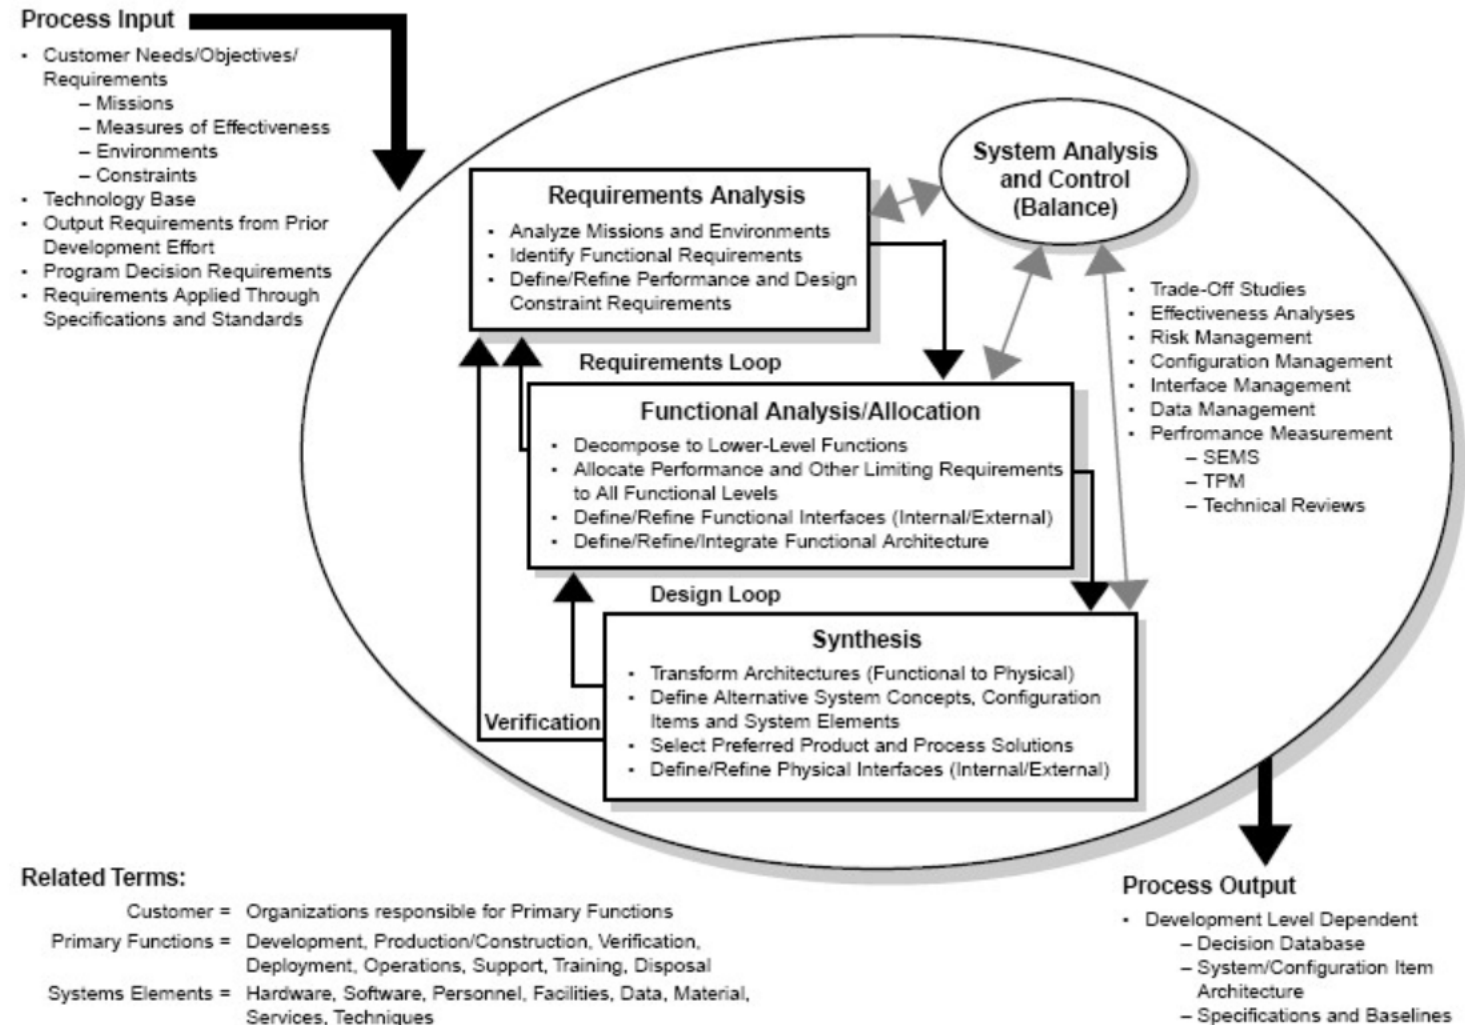 Process Input
▪ Customer Needs/Objectives/
Requirements
– Missions
– Measures of Effectiveness
– Environments
– Constraints
▪ Technology Base
▪ Output Requirements from Prior
Development Effort
▪ Program Decision Requirements
▪ Requirements Applied Through
Specifications and Standards
System Analysis
and Control
(Balance)
Requirements Analysis
▪ Analyze Missions and Environments
▪ Identify Functional Requirements
▪ Define/Refine Performance and Design
Constraint Requirements
▪ Trade-Off Studies
▪ Effectiveness Analyses
▪ Risk Management
▪ Configuration Management
▪ Interface Management
▪ Data Management
▪ Perfromance Measurement
– SEMS
– TPM
– Technical Reviews
Requirements Loop
Functional Analysis/Allocation
▪ Decompose to Lower-Level Functions
▪ Allocate Performance and Other Limiting Requirements
to All Functional Levels
▪ Define/Refine Functional Interfaces (Internal/External)
▪ Define/Refine/Integrate Functional Architecture
Design Loop
Synthesis
▪ Transform Architectures (Functional to Physical)
▪ Define Alternative System Concepts, Configuration
Items and System Elements
▪ Select Preferred Product and Process Solutions
▪ Define/Refine Physical Interfaces (Internal/External)
Verification
Related Terms:
Customer = Organizations responsible for Primary Functions
Primary Functions = Development, Production/Construction, Verification,
Deployment, Operations, Support, Training, Disposal
Systems Elements = Hardware, Software, Personnel, Facilities, Data, Material,
Services, Techniques
Process Output
▪ Development Level Dependent
– Decision Database
– System/Configuration Item
Architecture
– Specifications and Baselines